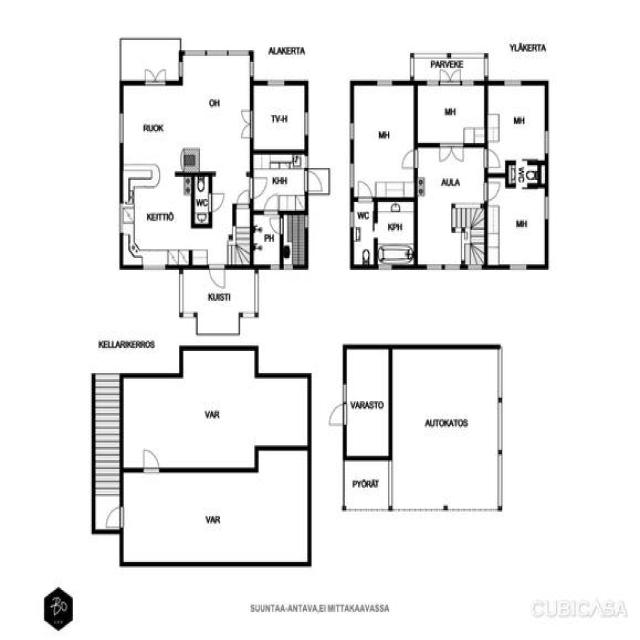 ALAKERTA
OH
RUOK
TV-H
KHH
WC
KEITTIÖ
PH
KUISTI
YLÄKERTA
PARVEKE
MH
MH
MH
WC
AULA
WC
KPH
MH
KELLARIKERROS
VAR
VAR
VARASTO
AUTOKATOS
PYÖRÄT
Bo
SUUNTAA-ANTAVA,EI MITTAKAAVASSA
CUBICASA